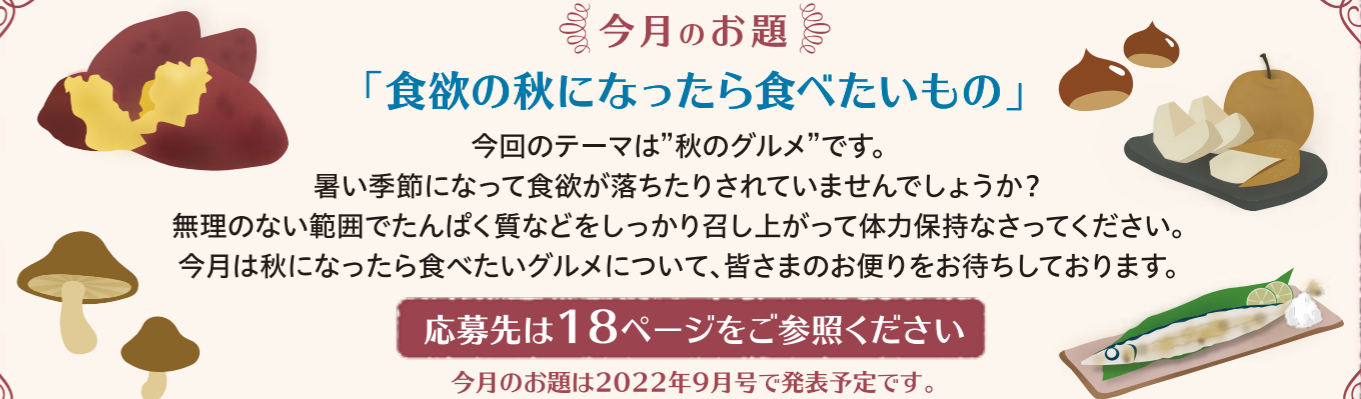 今月のお題
「食欲の秋になったら食べたいもの」
今回のテーマは”秋のグルメ”です。
暑い季節になって食欲が落ちたりされていませんでしょうか？
無理のない範囲でたんぱく質などをしっかり召し上がって体力保持なさってください。
今月は秋になったら食べたいグルメについて、皆さまのお便りをお待ちしております。
応募先は18ページをご参照ください
今月のお題は2022年9月号で発表予定です。